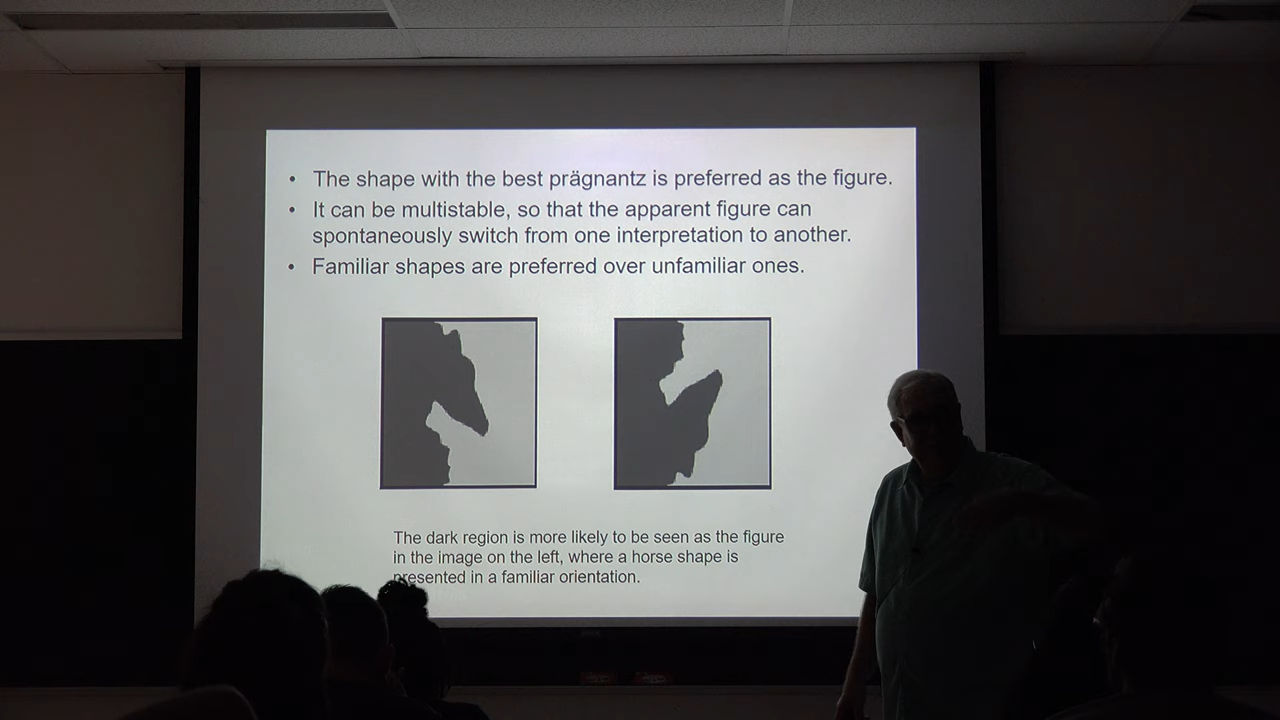 • The shape with the best prägnantz is preferred as the figure.
• It can be multistable, so that the apparent figure can
spontaneously switch from one interpretation to another.
• Familiar shapes are preferred over unfamiliar ones.
The dark region is more likely to be seen as the figure
in the image on the left, where a horse shape is
presented in a familiar orientation.